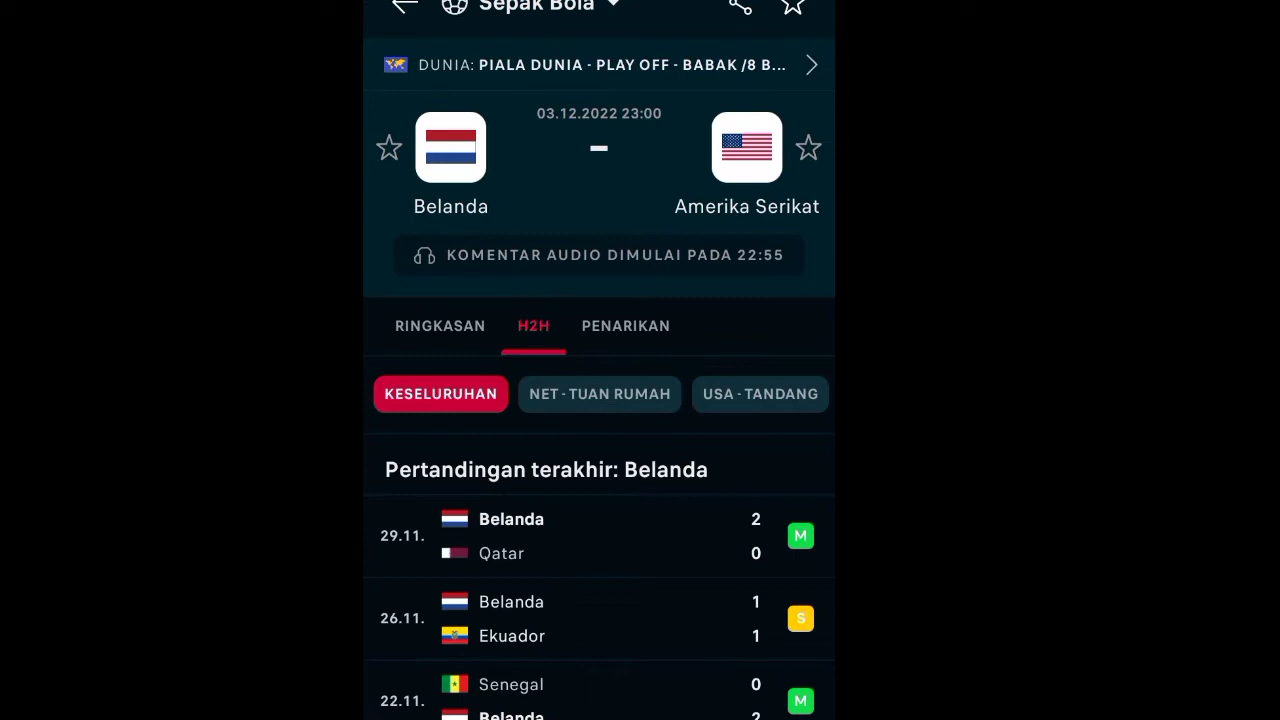 Sepak Bola
DUNIA: PIALA DUNIA - PLAY OFF - BABAK /8 B...
03.12.2022 23:00
-
Belanda
Amerika Serikat
KOMENTAR AUDIO DIMULAI PADA 22:55
RINGKASAN H2H PENARIKAN
KESELURUHAN NET - TUAN RUMAH USA - TANDANG
Pertandingan terakhir: Belanda
29.11. Belanda 2 M
Qatar 0
26.11. Belanda 1 S
Ekuador 1
22.11. Senegal 0 M
Belanda 2